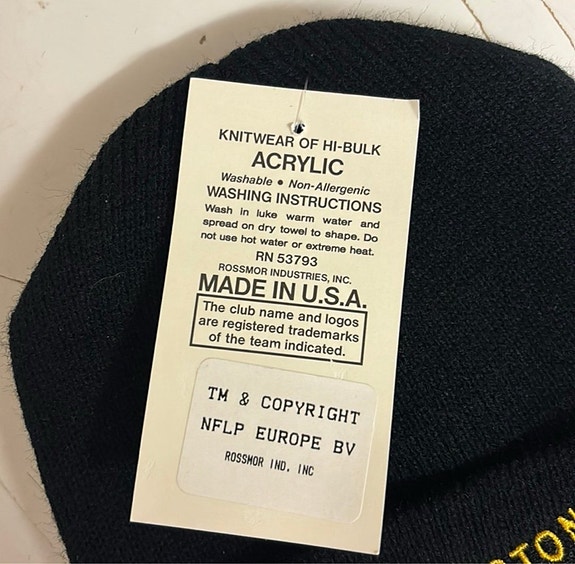 KNITWEAR OF HI-BULK
ACRYLIC
Washable • Non-Allergenic
WASHING INSTRUCTIONS
Wash in luke warm water and
spread on dry towel to shape. Do
not use hot water or extreme heat.
RN 53793
ROSSMOR INDUSTRIES, INC.
MADE IN U.S.A.
The club name and logos
are registered trademarks
of the team indicated.
TM & COPYRIGHT
NFLP EUROPE BV
ROSSMOR IND. INC